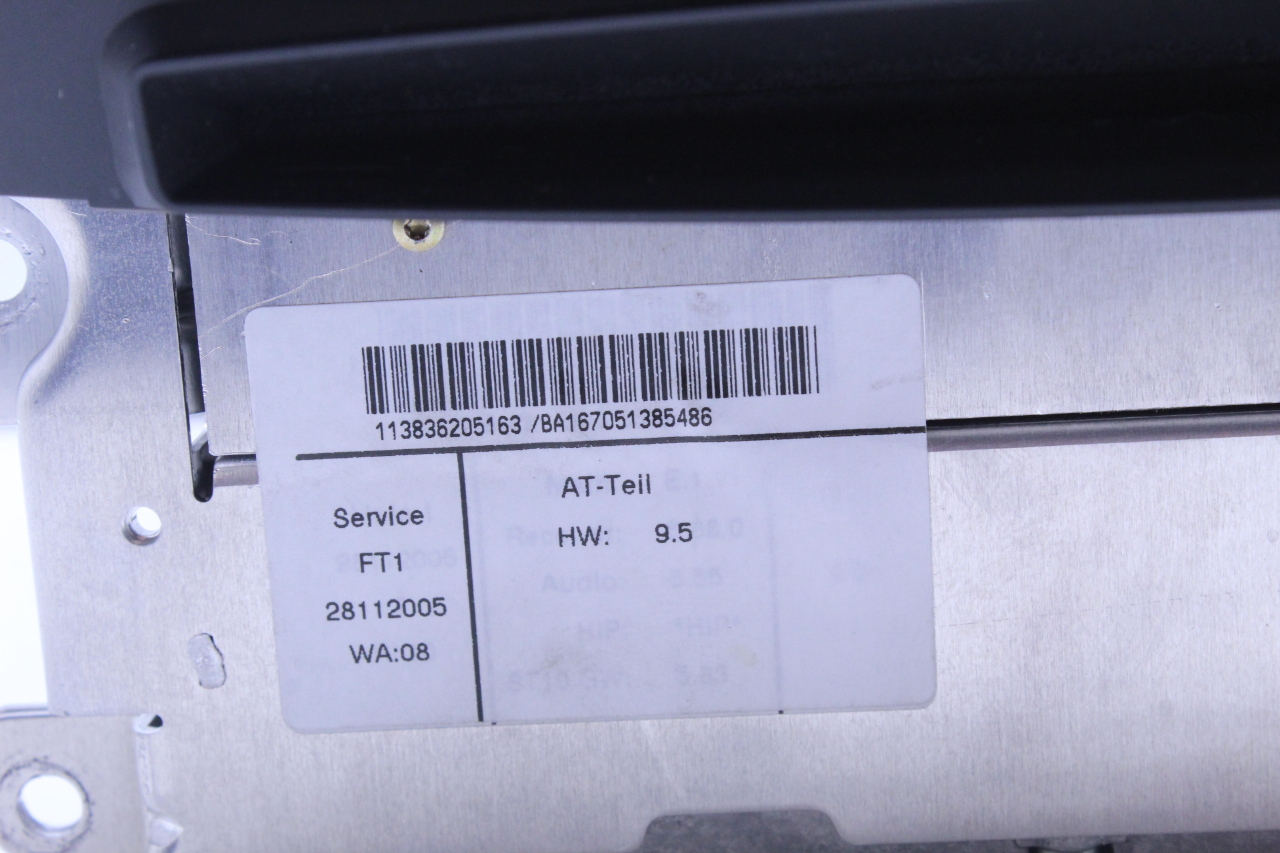 113836205163 /BA167051385486
AT-Teil
HW: 9.5
Service
FT1
28112005
WA:08